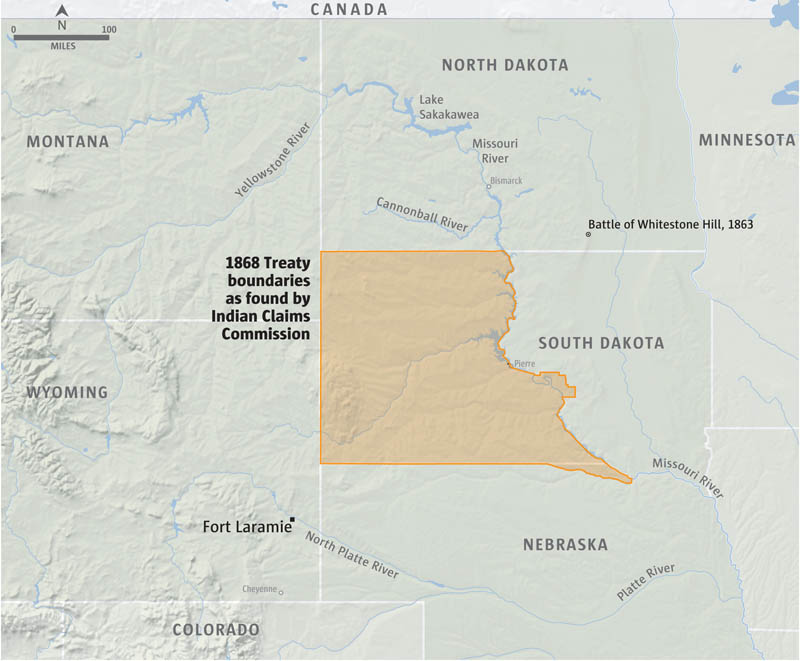 CANADA
N
0 100
MILES
NORTH DAKOTA
Lake
Sakakawea
MONTANA
MINNESOTA
Missouri
River
Yellowstone River
Bismarck
Cannonball River
Battle of Whitestone Hill, 1863
1868 Treaty
boundaries
as found by
Indian Claims
Commission
SOUTH DAKOTA
Pierre
WYOMING
Missouri River
Fort Laramie
North Platte River
NEBRASKA
Platte River
Cheyenne
COLORADO